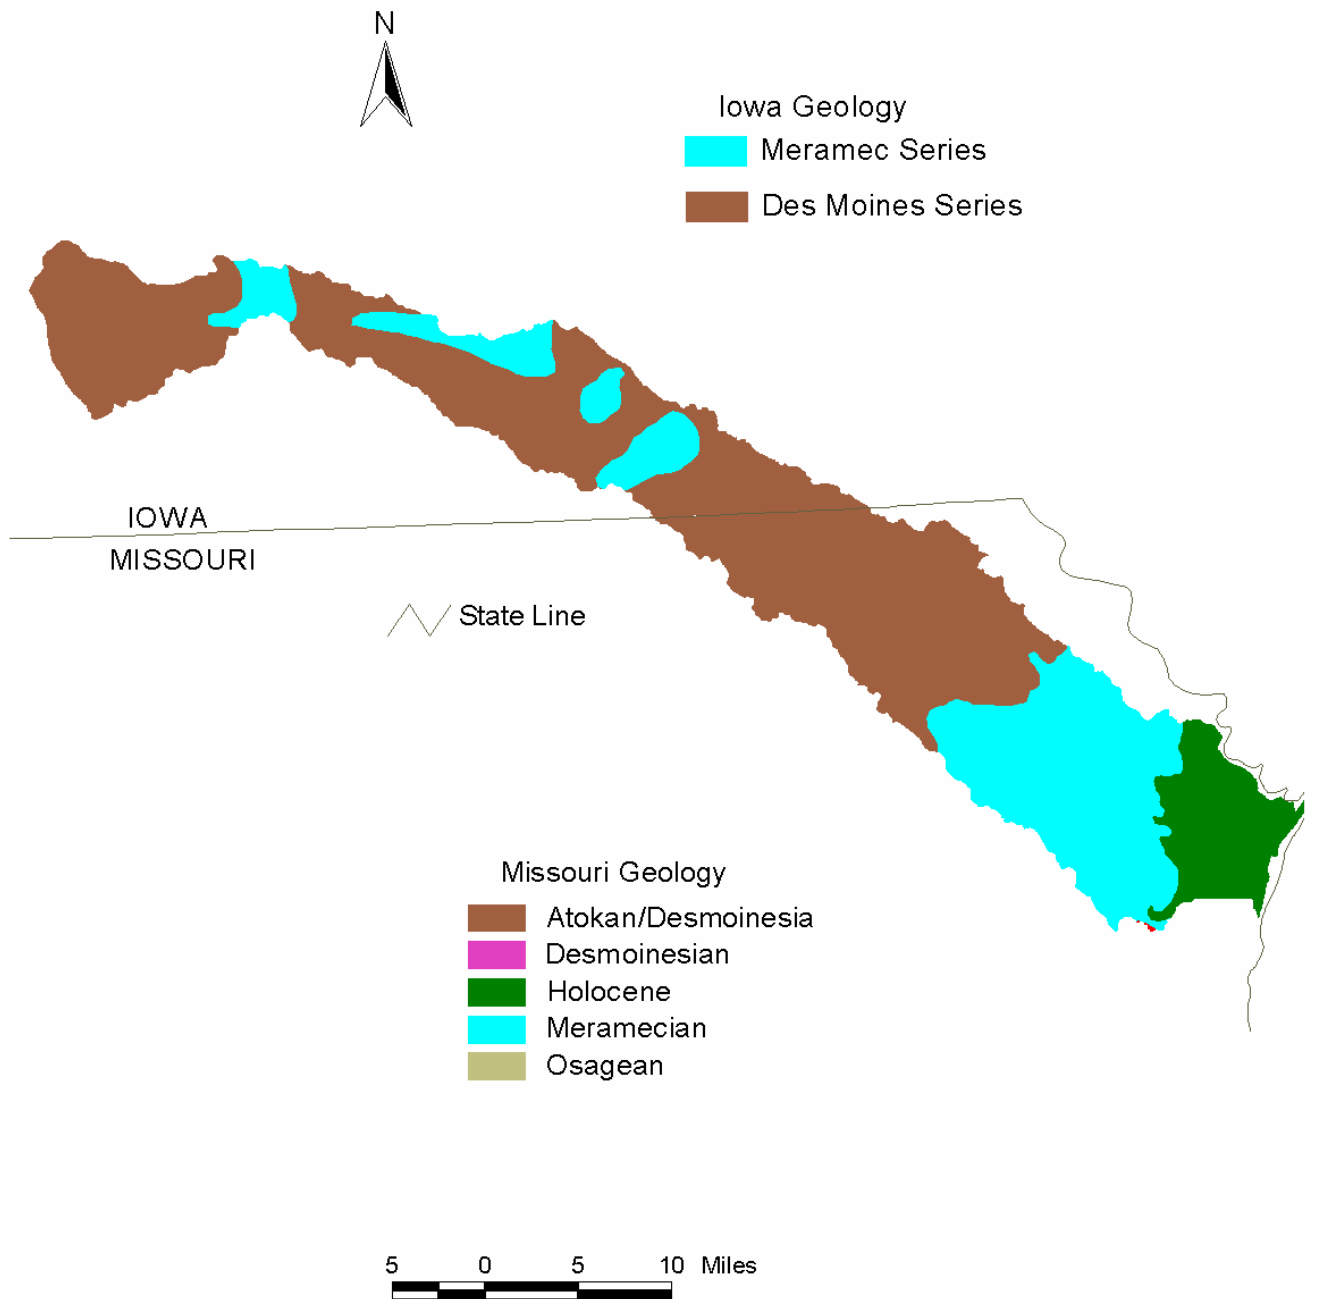 N
Iowa Geology
Meramec Series
Des Moines Series
IOWA
MISSOURI
State Line
Missouri Geology
Atokan/Desmoinesia
Desmoinesian
Holocene
Meramecian
Osagean
5 0 5 10 Miles